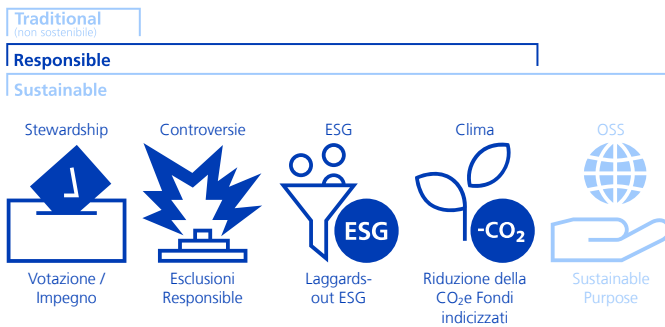 Traditional
(non sostenibile)
Responsible
Sustainable
Stewardship
Controversie
ESG
Clima
OSS
ESG
-CO₂
Votazione /
Impegno
Esclusioni
Responsible
Laggards-
out ESG
Riduzione della
CO₂e Fondi
indicizzati
Sustainable
Purpose